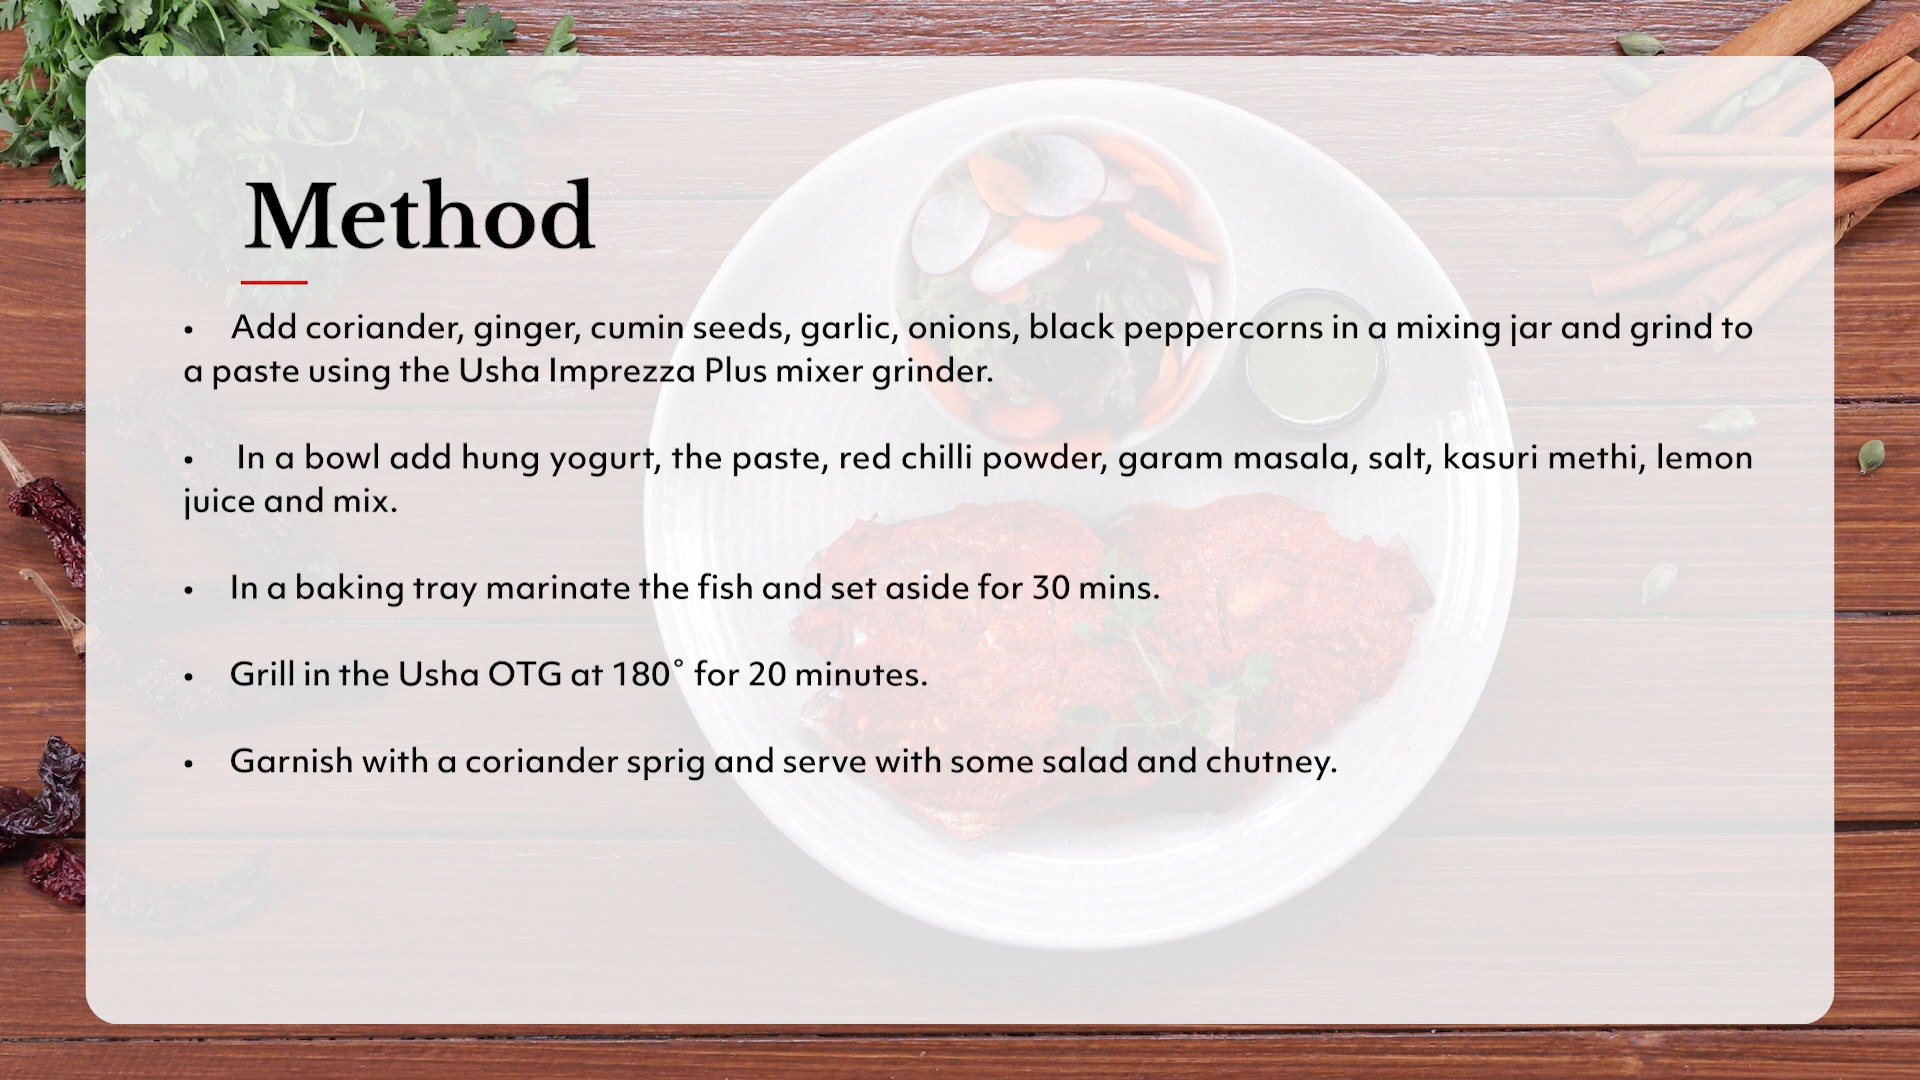 Method
• Add coriander, ginger, cumin seeds, garlic, onions, black peppercorns in a mixing jar and grind to
a paste using the Usha Imprezza Plus mixer grinder.
• In a bowl add hung yogurt, the paste, red chilli powder, garam masala, salt, kasuri methi, lemon
juice and mix.
• In a baking tray marinate the fish and set aside for 30 mins.
• Grill in the Usha OTG at 180˚ for 20 minutes.
• Garnish with a coriander sprig and serve with some salad and chutney.